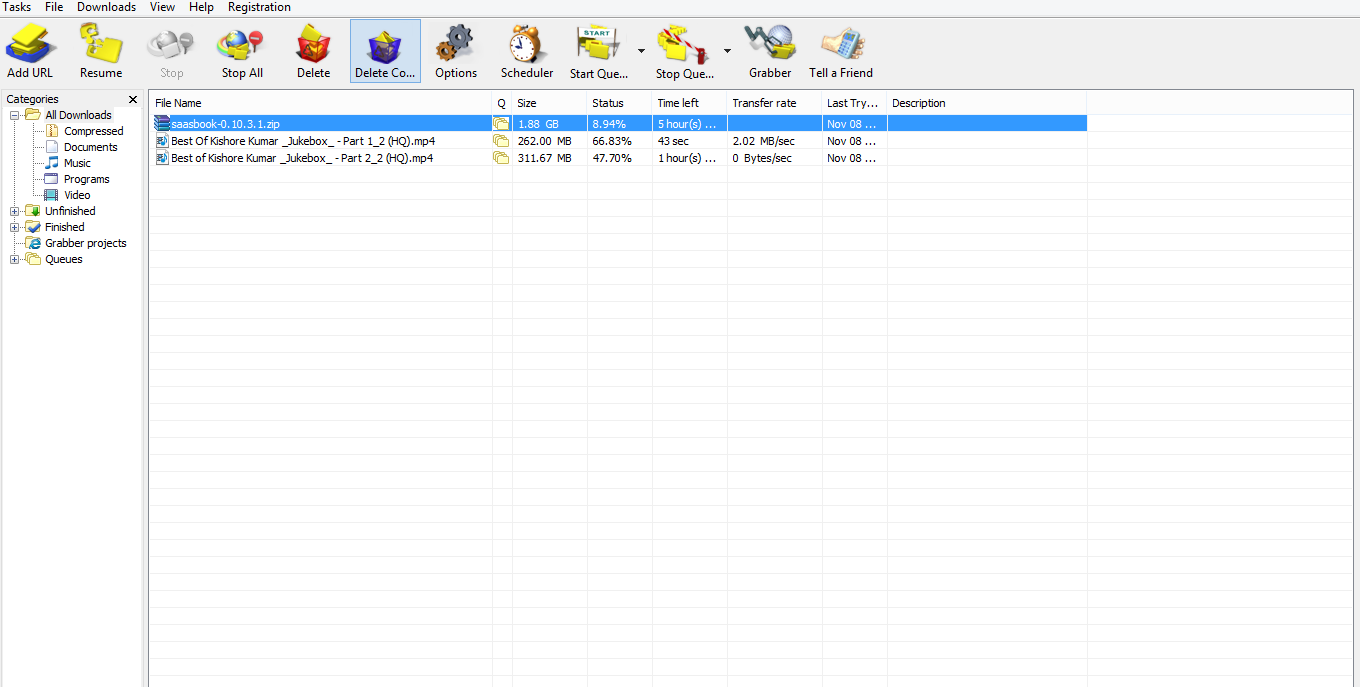 Tasks File Downloads View Help Registration
Add URL Resume Stop Stop All Delete Delete Co... Options Scheduler Start Que... Stop Que... Grabber Tell a Friend
START
Categories
All Downloads
Compressed
Documents
Music
Programs
Video
Unfinished
Finished
Grabber projects
Queues
File Name Q Size Status Time left Transfer rate Last Try... Description
saasbook-0.10.3.1.zip 1.88 GB 8.94% 5 hour(s) ... Nov 08 ...
Best Of Kishore Kumar _Jukebox_ - Part 1_2 (HQ).mp4 262.00 MB 66.83% 43 sec 2.02 MB/sec Nov 08 ...
Best of Kishore Kumar _Jukebox_ - Part 2_2 (HQ).mp4 311.67 MB 47.70% 1 hour(s) ... 0 Bytes/sec Nov 08 ...